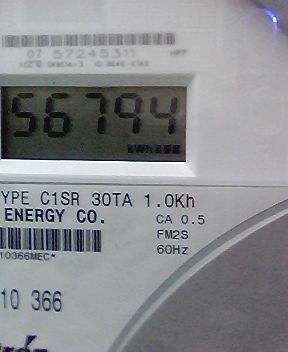 07 57245311
56794
kWh
YPE C1SR 30TA 1.0Kh
ENERGY CO.
CA 0.5
FM2S
60Hz
10366MEC*
10 366